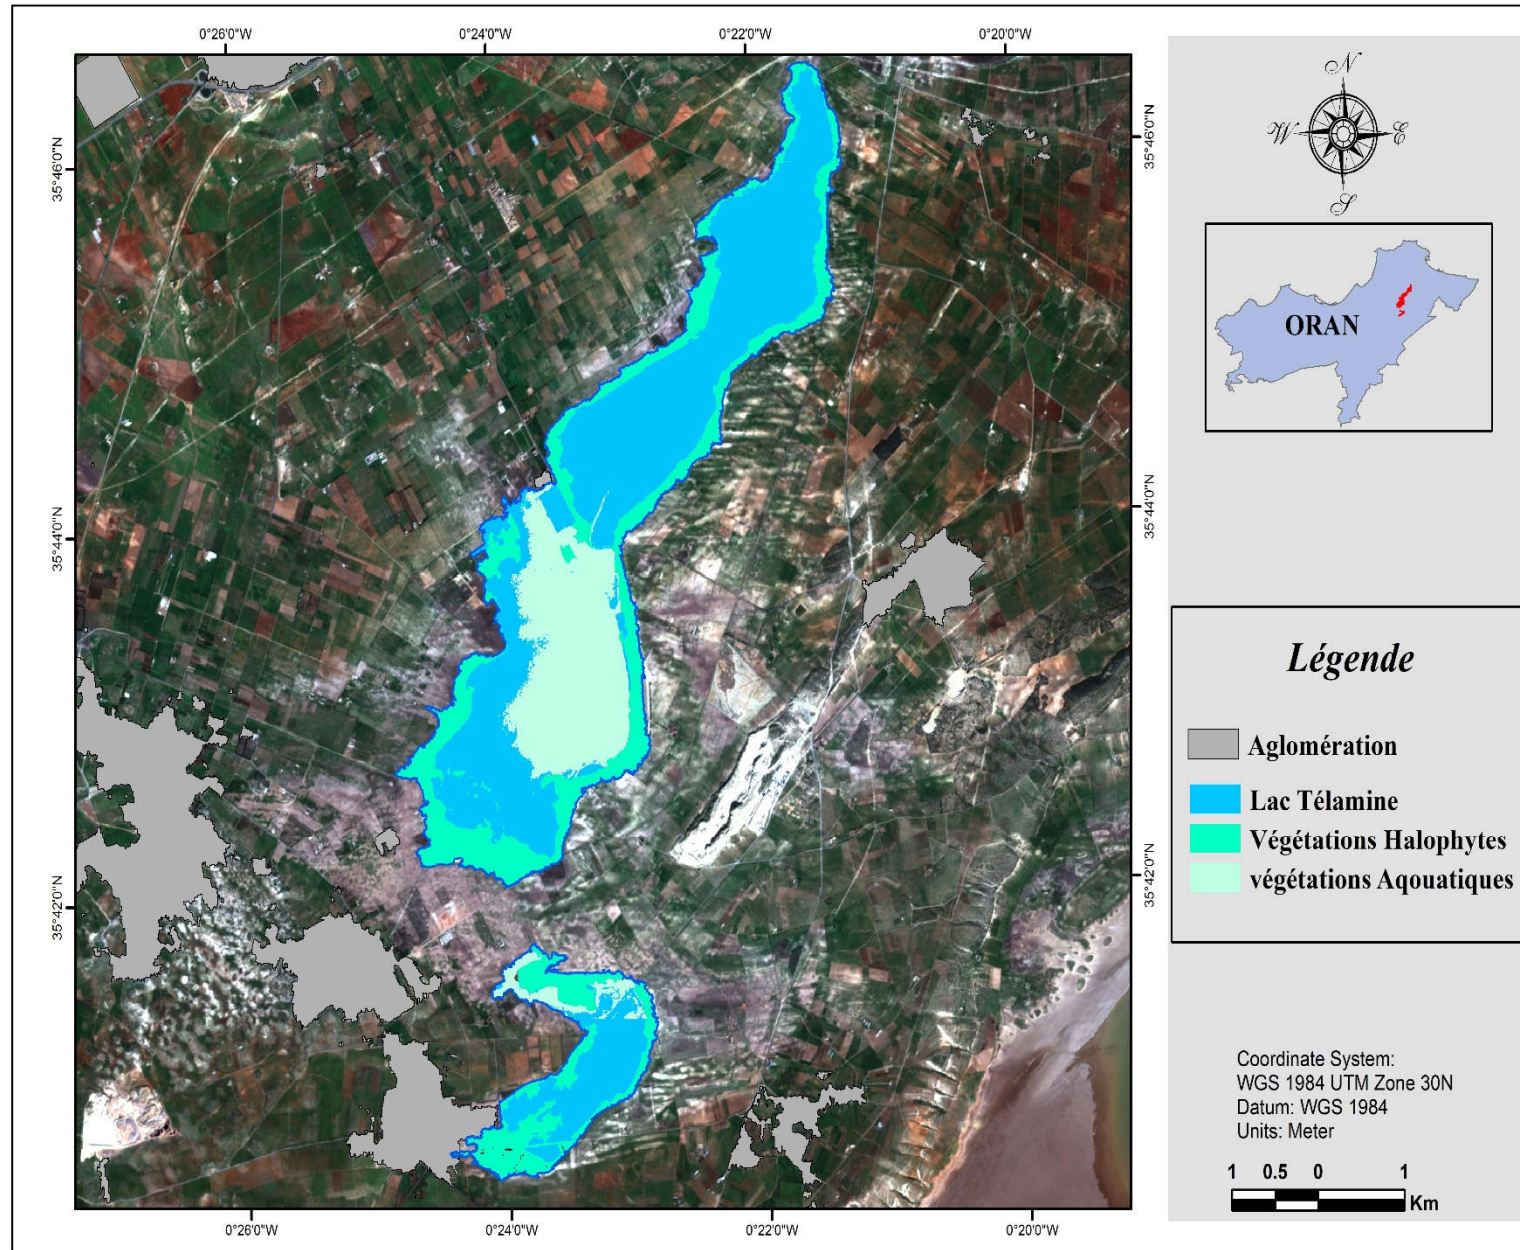 0°26'0"W
0°24'0"W
0°22'0"W
0°20'0"W
35°46'0"N
35°46'0"N
35°44'0"N
35°44'0"N
35°42'0"N
35°42'0"N
0°26'0"W
0°24'0"W
0°22'0"W
0°20'0"W
N
W
E
S
ORAN
Légende
Aglomération
Lac Télamine
Végétations Halophytes
végétations Aqouatiques
Coordinate System:
WGS 1984 UTM Zone 30N
Datum: WGS 1984
Units: Meter
1 0.5 0 1
Km